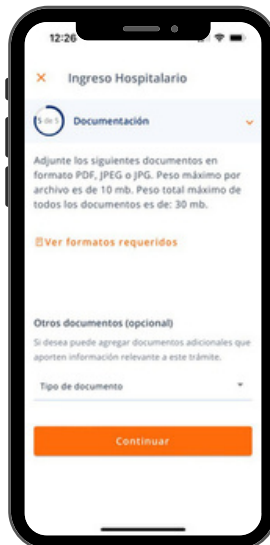 12:26
× Ingreso Hospitalario
5 de 5 Documentación
Adjunte los siguientes documentos en
formato PDF, JPEG o JPG. Peso máximo por
archivo es de 10 mb. Peso total máximo de
todos los documentos es de: 30 mb.
Ver formatos requeridos
Otros documentos (opcional)
Si desea puede agregar documentos adicionales que
aporten información relevante a este trámite.
Tipo de documento
Continuar